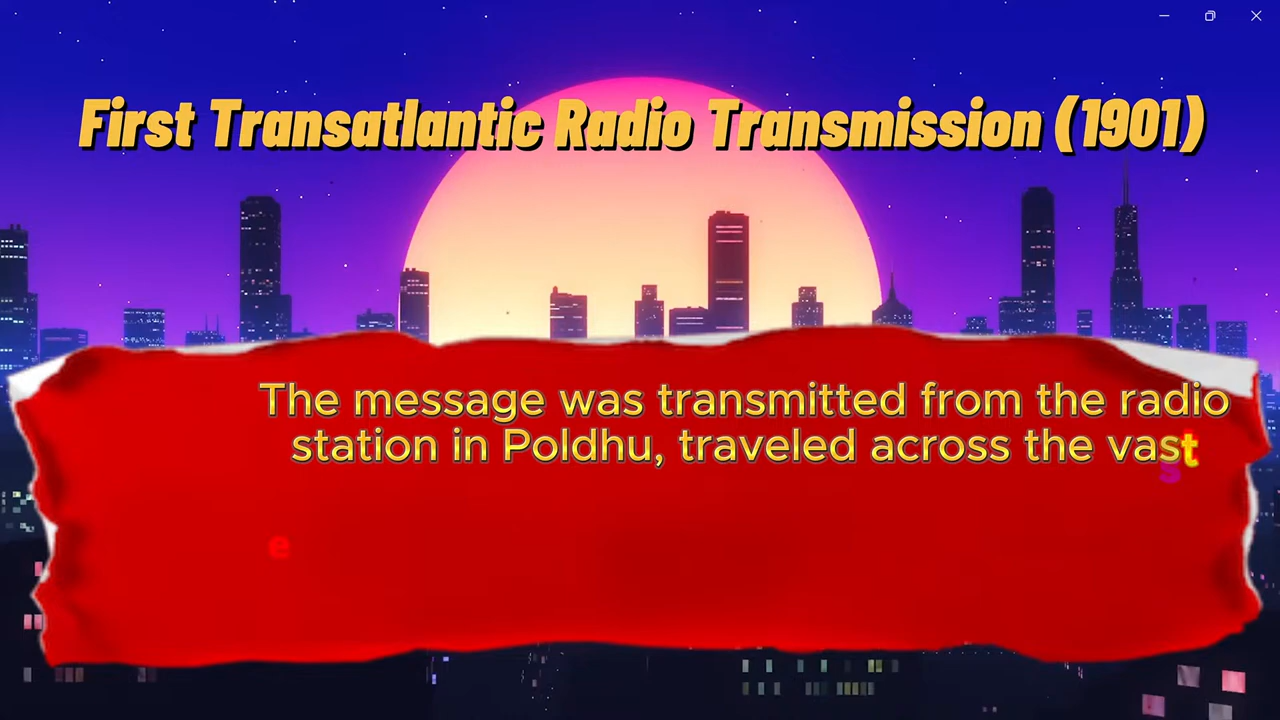 First Transatlantic Radio Transmission (1901)
The message was transmitted from the radio
station in Poldhu, traveled across the vast
e